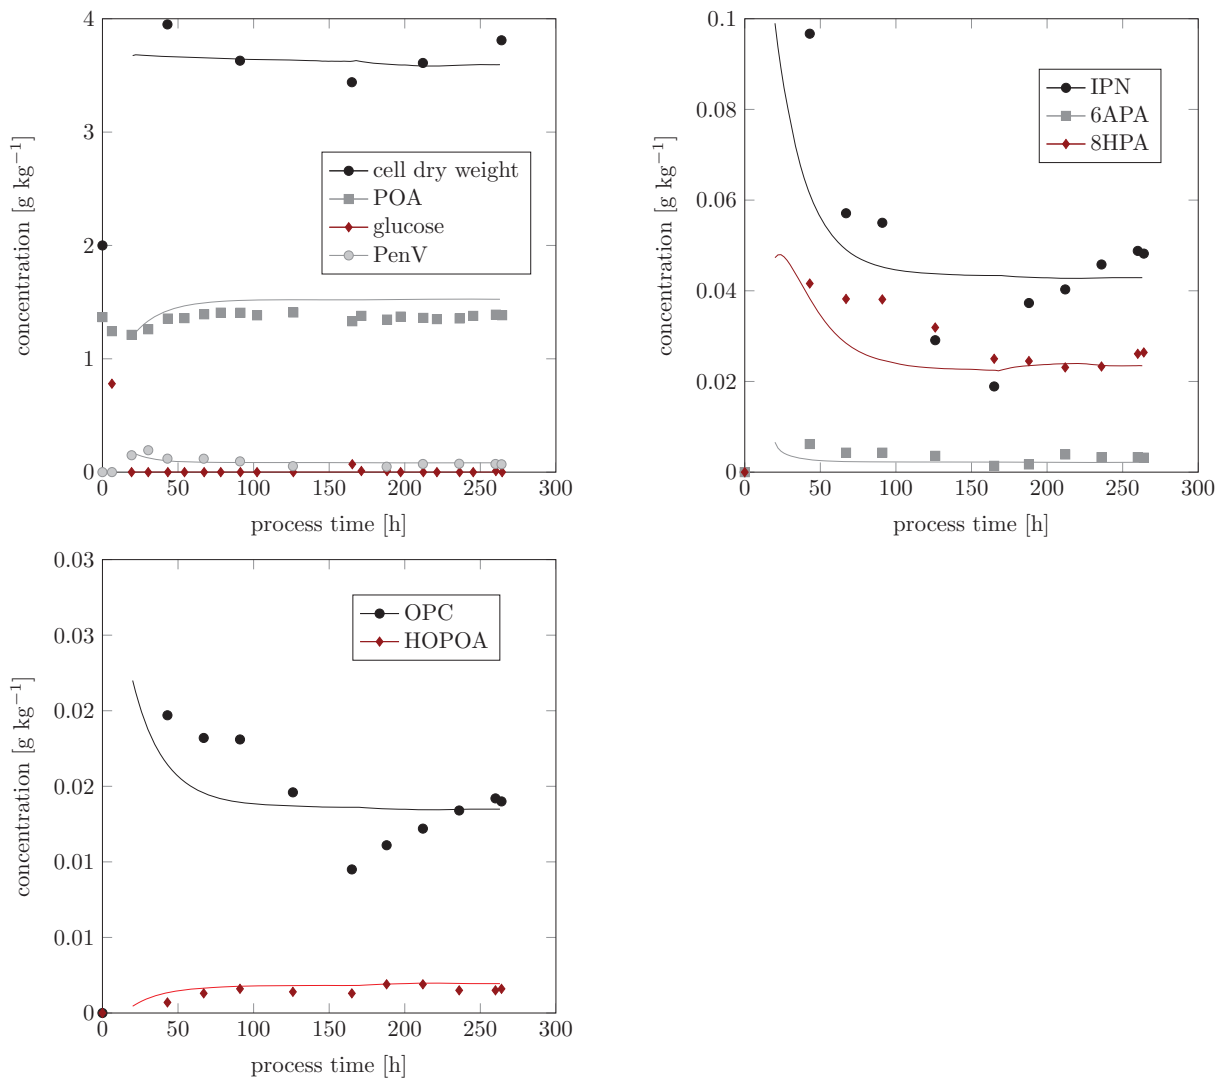 4
3
2
1
0
concentration [g kg⁻¹]
cell dry weight
POA
glucose
PenV
0 50 100 150 200 250 300
process time [h]
0.1
0.08
0.06
0.04
0.02
0
concentration [g kg⁻¹]
IPN
6APA
8HPA
0 50 100 150 200 250 300
process time [h]
0.03
0.03
0.02
0.02
0.01
0.01
0
concentration [g kg⁻¹]
OPC
HOPOA
0 50 100 150 200 250 300
process time [h]